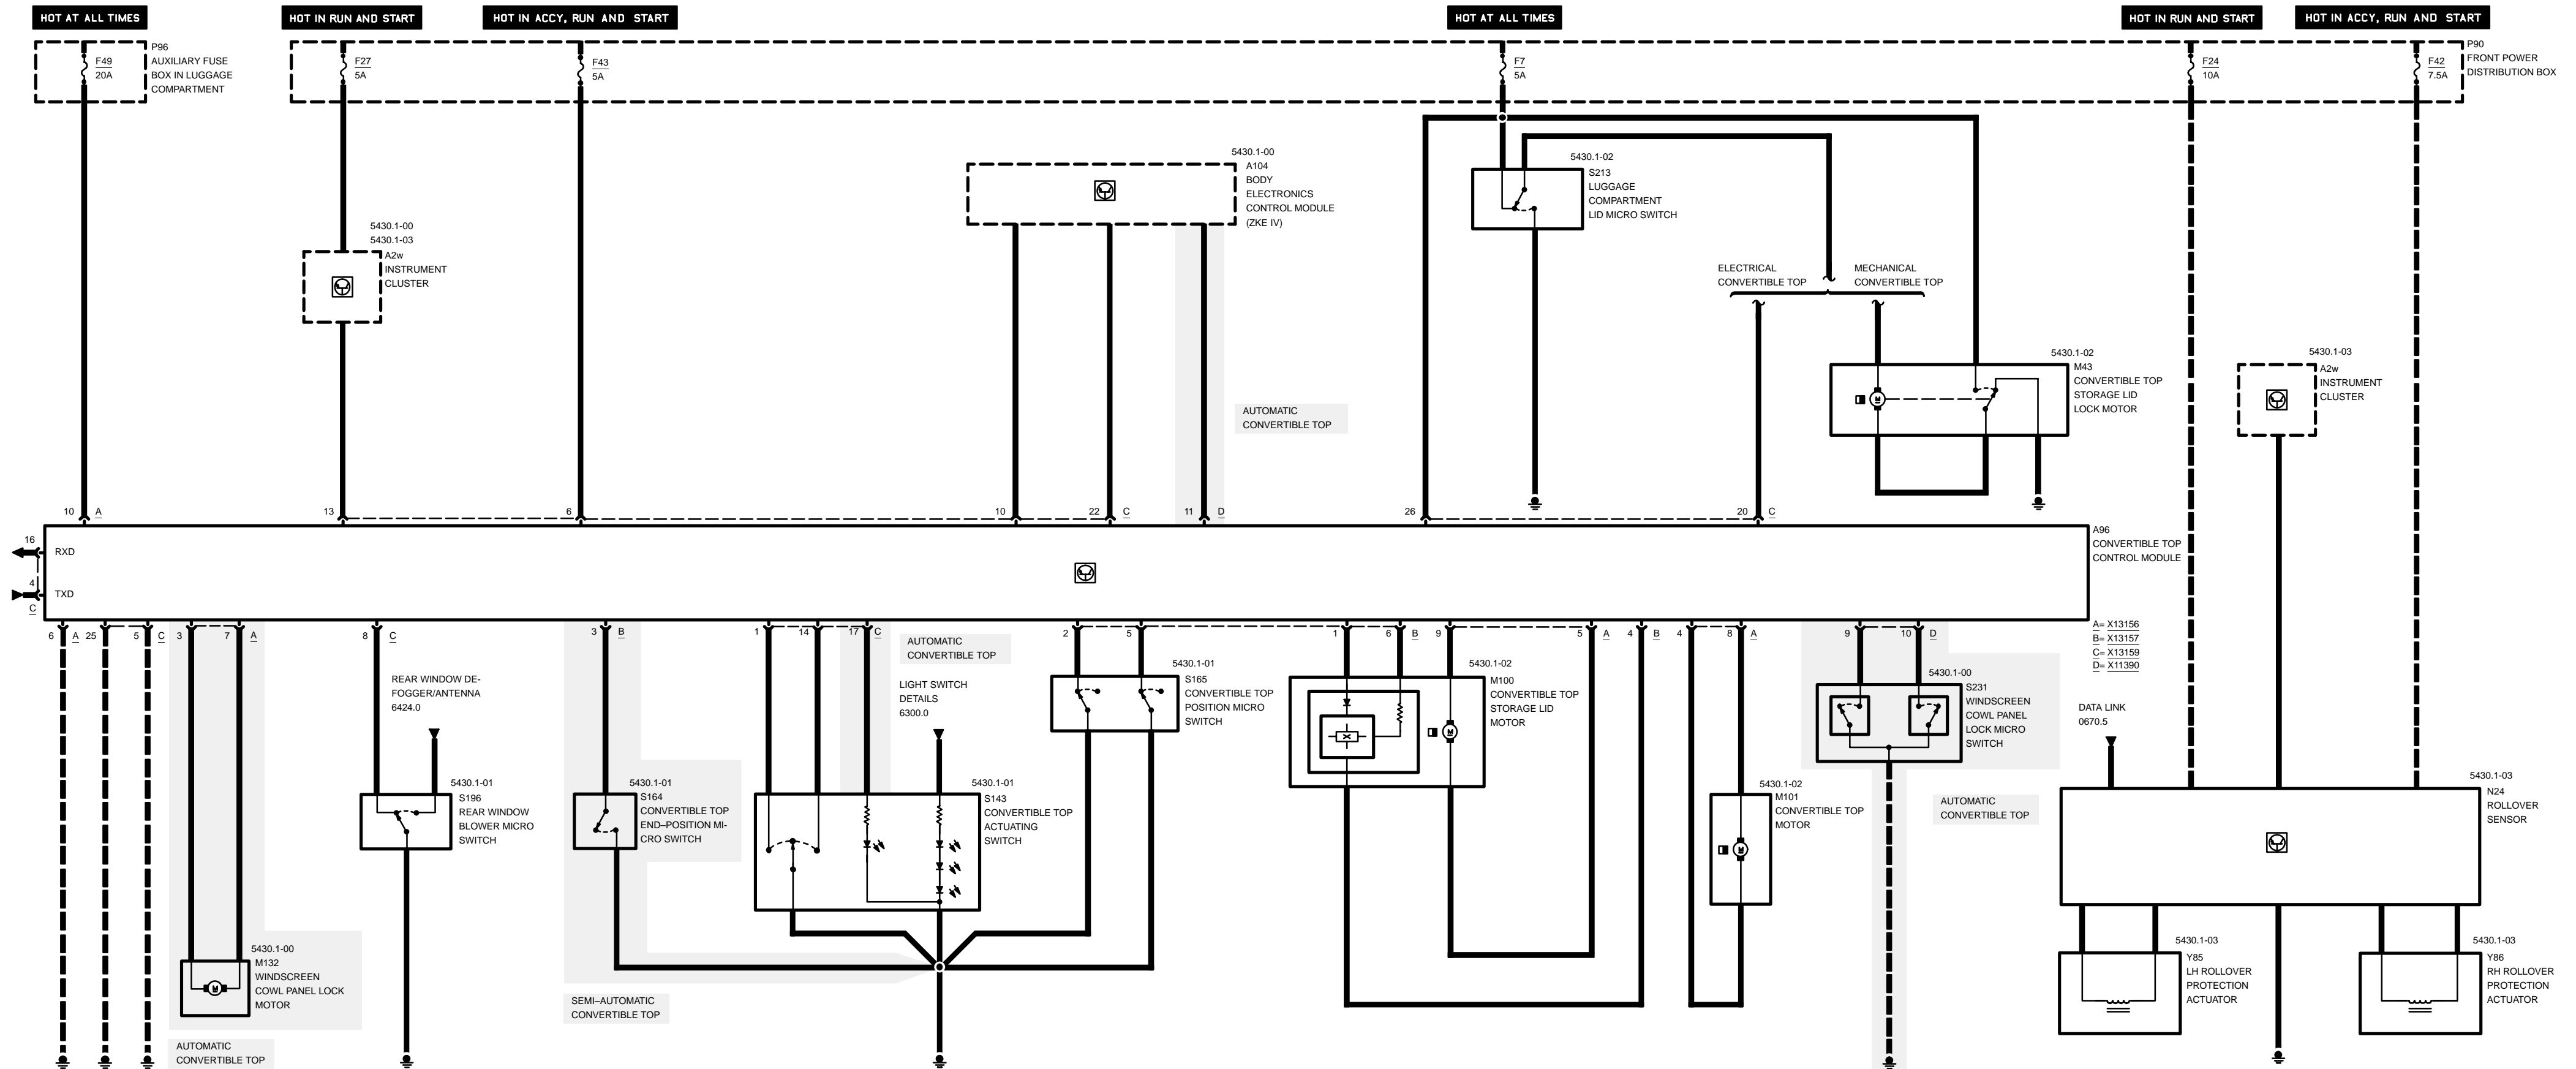 HOT AT ALL TIMES
HOT IN RUN AND START
HOT IN ACCY, RUN AND START
HOT AT ALL TIMES
HOT IN RUN AND START
HOT IN ACCY, RUN AND START
F49
20A
P96
AUXILIARY FUSE
BOX IN LUGGAGE
COMPARTMENT
F27
5A
F43
5A
F7
5A
F24
10A
F42
7.5A
P90
FRONT POWER
DISTRIBUTION BOX
5430.1-00
A104
BODY
ELECTRONICS
CONTROL MODULE
(ZKE IV)
5430.1-02
S213
LUGGAGE
COMPARTMENT
LID MICRO SWITCH
5430.1-00
5430.1-03
A2w
INSTRUMENT
CLUSTER
ELECTRICAL
CONVERTIBLE TOP
MECHANICAL
CONVERTIBLE TOP
5430.1-02
M43
CONVERTIBLE TOP
STORAGE LID
LOCK MOTOR
M
5430.1-03
A2w
INSTRUMENT
CLUSTER
AUTOMATIC
CONVERTIBLE TOP
10 A
13
6
10
22 C
11 D
26
20 C
16
RXD
4
TXD
C
A96
CONVERTIBLE TOP
CONTROL MODULE
A= X13156
B= X13157
C= X13159
D= X11390
6 A 25 5 C 3 7 A
8 C
3 B
1 14 17 C
2 5
1 6 B 9 5 A 4 B 4 8 A
9 10 D
AUTOMATIC
CONVERTIBLE TOP
REAR WINDOW DE-
FOGGER/ANTENNA
6424.0
LIGHT SWITCH
DETAILS
6300.0
5430.1-01
S165
CONVERTIBLE TOP
POSITION MICRO
SWITCH
5430.1-02
M100
CONVERTIBLE TOP
STORAGE LID
MOTOR
M
5430.1-00
S231
WINDSCREEN
COWL PANEL
LOCK MICRO
SWITCH
DATA LINK
0670.5
5430.1-01
S196
REAR WINDOW
BLOWER MICRO
SWITCH
5430.1-01
S164
CONVERTIBLE TOP
END–POSITION MI-
CRO SWITCH
5430.1-01
S143
CONVERTIBLE TOP
ACTUATING
SWITCH
5430.1-02
M101
CONVERTIBLE TOP
MOTOR
M
AUTOMATIC
CONVERTIBLE TOP
5430.1-03
N24
ROLLOVER
SENSOR
5430.1-00
M132
WINDSCREEN
COWL PANEL LOCK
MOTOR
M
AUTOMATIC
CONVERTIBLE TOP
SEMI–AUTOMATIC
CONVERTIBLE TOP
5430.1-03
Y85
LH ROLLOVER
PROTECTION
ACTUATOR
5430.1-03
Y86
RH ROLLOVER
PROTECTION
ACTUATOR